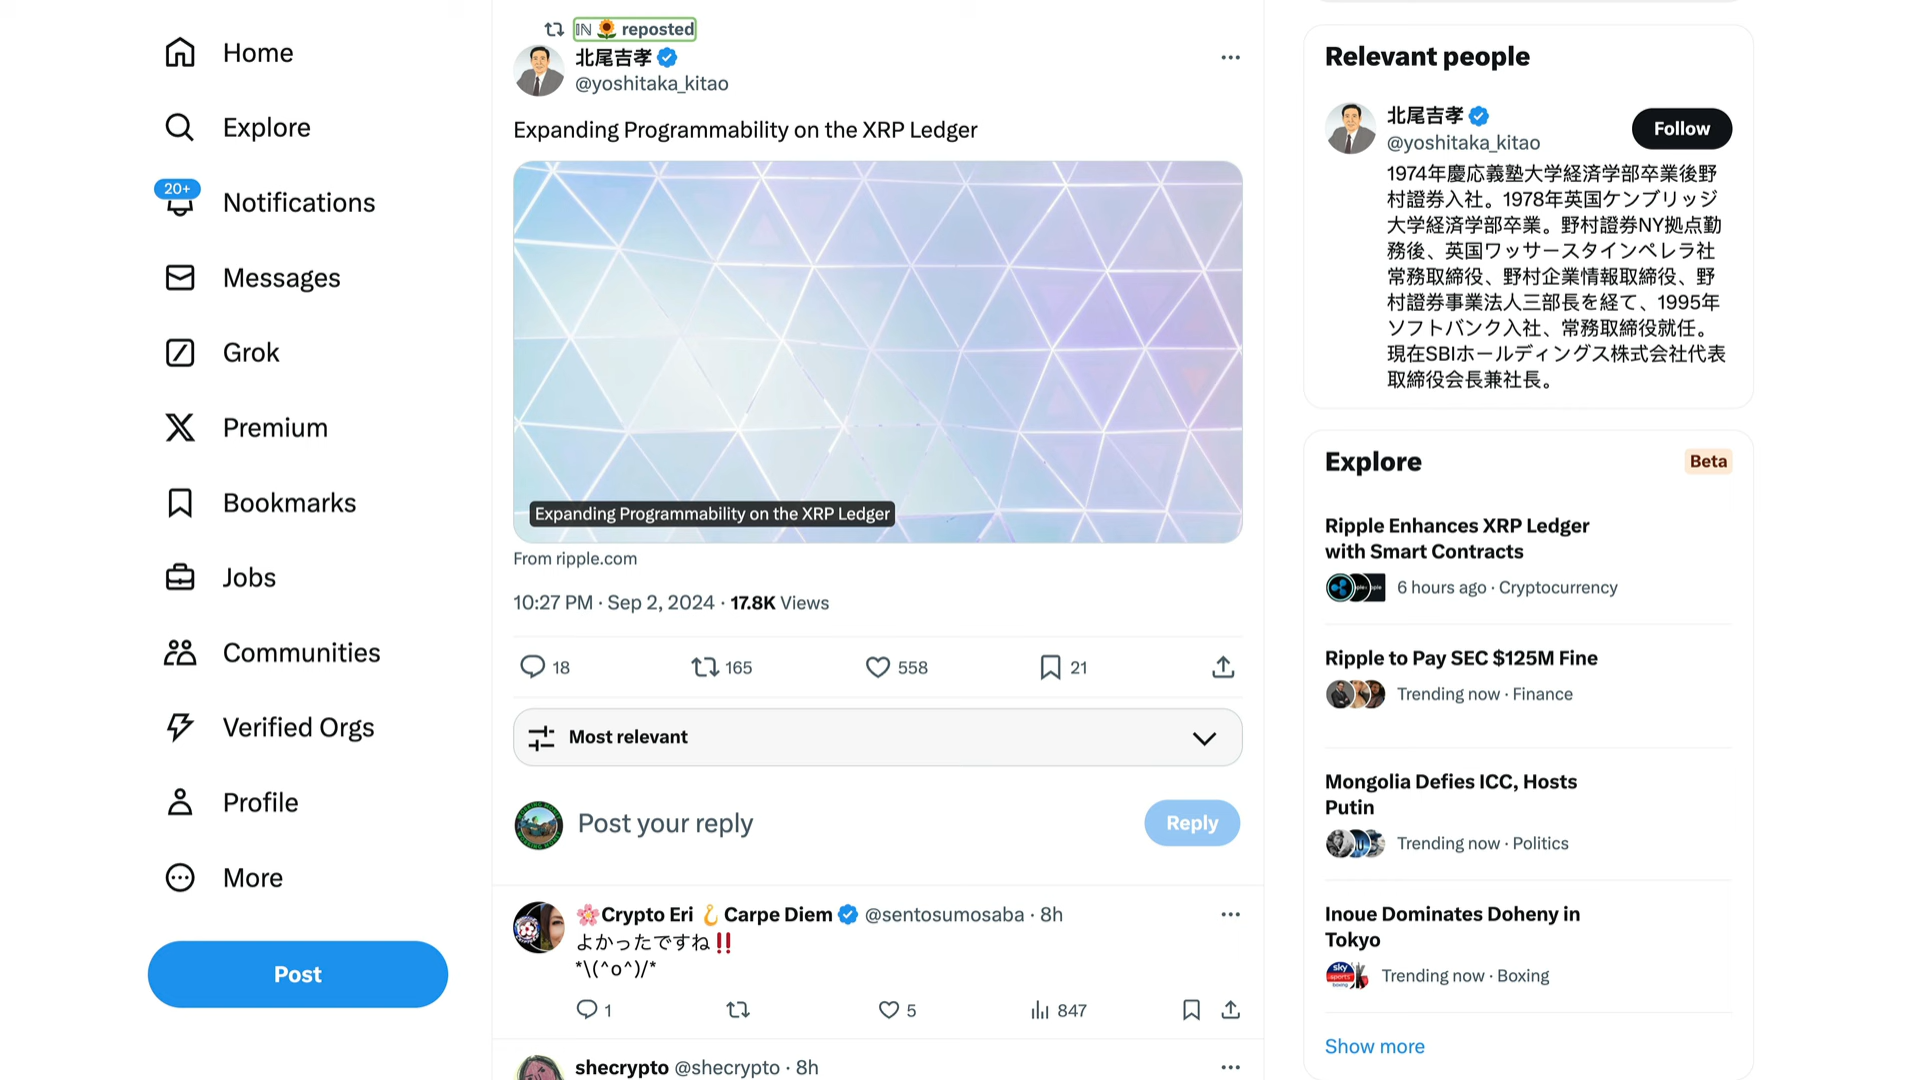 Home
Explore
20+
Notifications
Messages
Grok
Premium
Bookmarks
Jobs
Communities
Verified Orgs
Profile
More
Post
IN 🌻 reposted
北尾吉孝
@yoshitaka_kitao
Expanding Programmability on the XRP Ledger
Expanding Programmability on the XRP Ledger
From ripple.com
10:27 PM · Sep 2, 2024 · 17.8K Views
18 165 558 21
Most relevant
Post your reply
Reply
🌸Crypto Eri 🪝Carpe Diem @sentosumosaba · 8h
よかったですね‼️
*\(^o^)/*
1 5 847
shecrypto @shecrypto · 8h
Relevant people
北尾吉孝
@yoshitaka_kitao
Follow
1974年慶応義塾大学経済学部卒業後野
村證券入社。1978年英国ケンブリッジ
大学経済学部卒業。野村證券NY拠点勤
務後、英国ワッサースタインペレラ社
常務取締役、野村企業情報取締役、野
村證券事業法人三部長を経て、1995年
ソフトバンク入社、常務取締役就任。
現在SBIホールディングス株式会社代表
取締役会長兼社長。
Explore
Beta
Ripple Enhances XRP Ledger
with Smart Contracts
6 hours ago · Cryptocurrency
Ripple to Pay SEC $125M Fine
Trending now · Finance
Mongolia Defies ICC, Hosts
Putin
Trending now · Politics
Inoue Dominates Doheny in
Tokyo
Trending now · Boxing
Show more